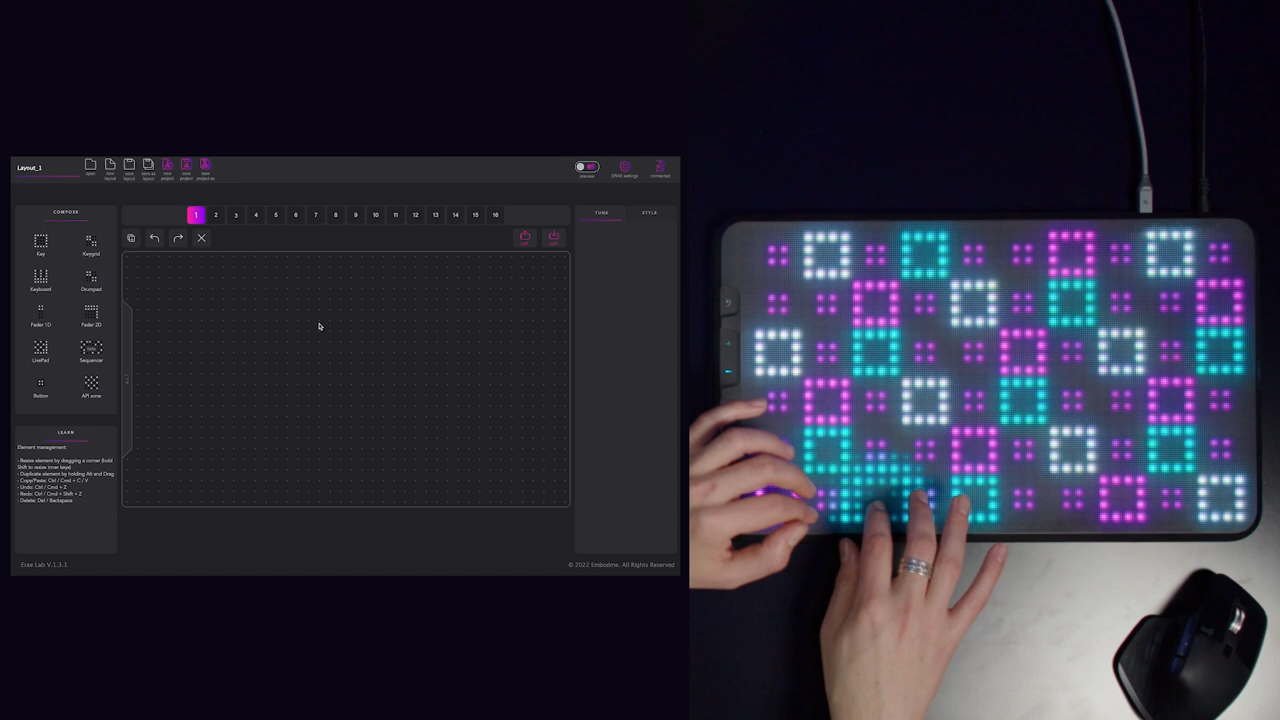 Layout_1
open
new layout
save layout
save as layout
new project
save project
save project as
preview
ERAE settings
connected
COMPOSE
1 2 3 4 5 6 7 8 9 10 11 12 13 14 15 16
TUNE STYLE
Key Keygrid
Keyboard Drumpad
Fader 1D Fader 2D
LivePad Sequencer
Button API zone
LEARN
Element management:
- Resize element by dragging a corner (hold
Shift to resize inner keys)
- Duplicate element by holding Alt and Drag
- Copy/Paste: Ctrl / Cmd + C / V
- Undo: Ctrl / Cmd + Z
- Redo: Ctrl / Cmd + Shift + Z
- Delete: Del / Backspace
Erae Lab V.1.3.1
© 2022 Embodme. All Rights Reserved